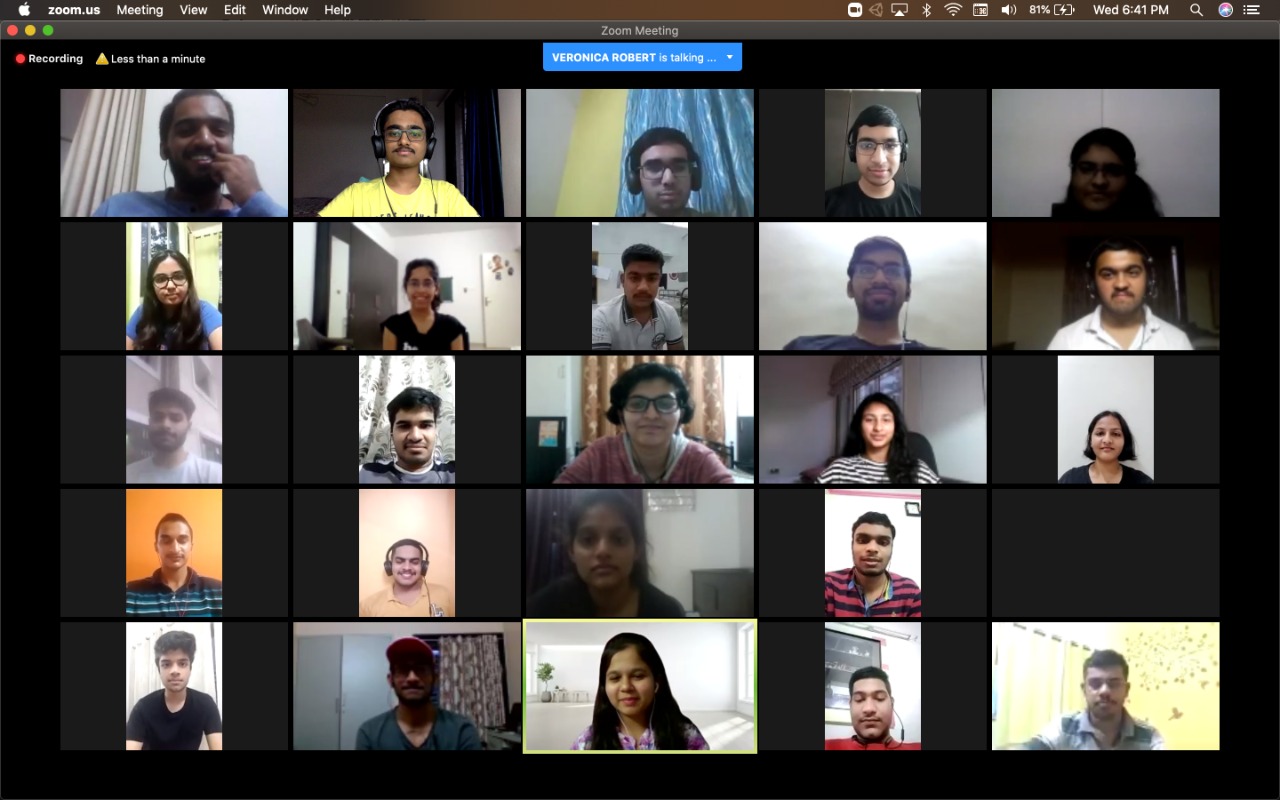 zoom.us Meeting View Edit Window Help 81% Wed 6:41 PM
Zoom Meeting
Recording Less than a minute VERONICA ROBERT is talking ...